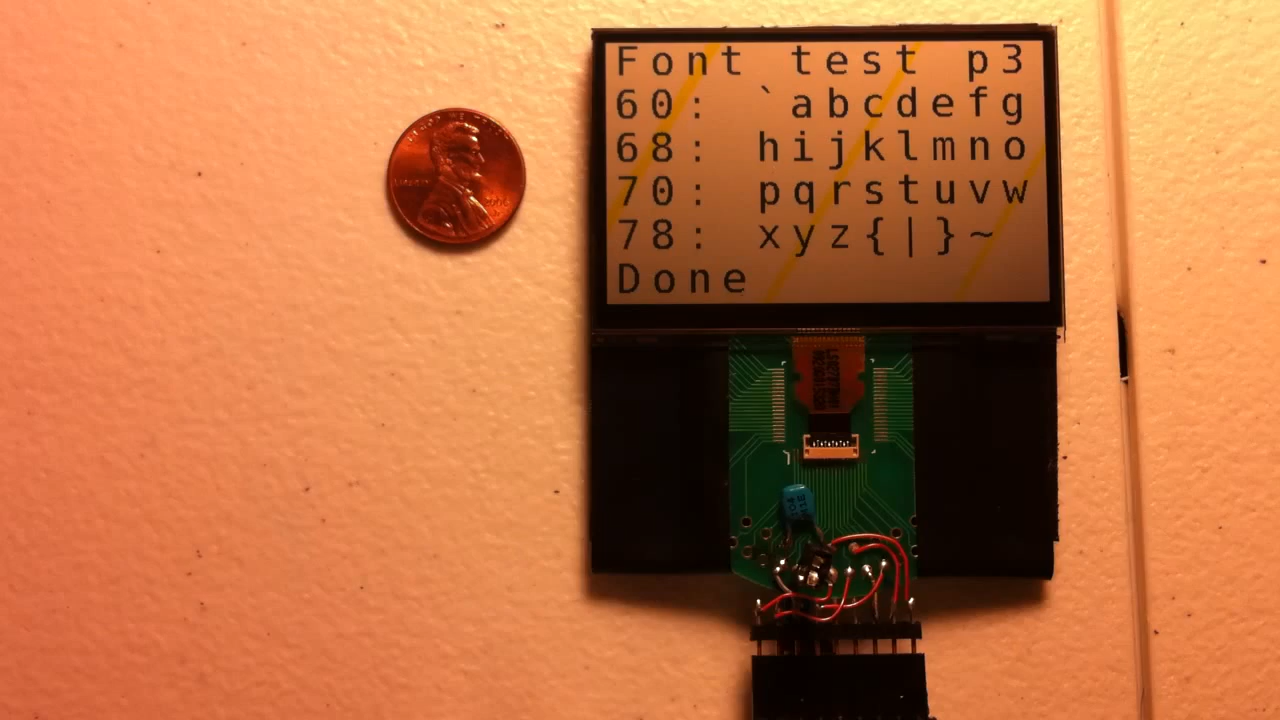 Font test p3
60: `abcdefg
68: hijklmno
70: pqrstuvw
78: xyz{|}~
Done